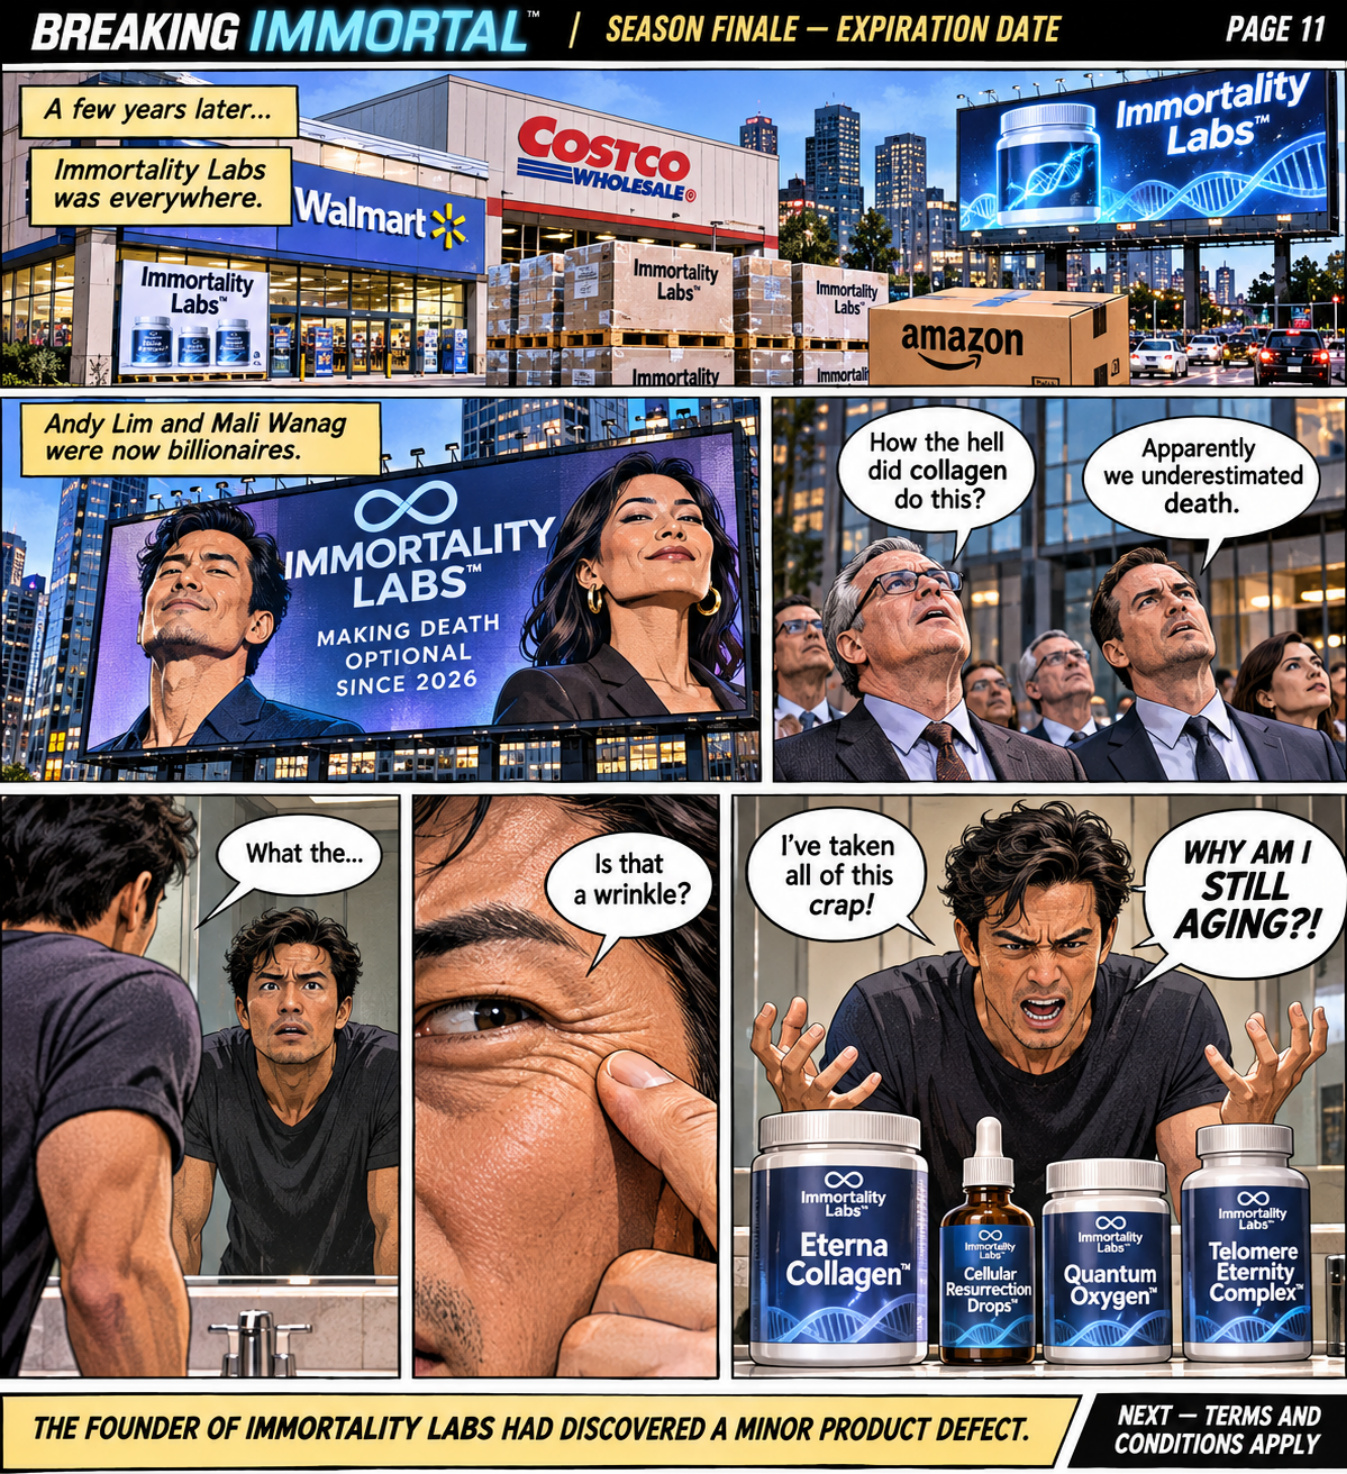 BREAKING IMMORTAL™ / SEASON FINALE — EXPIRATION DATE PAGE 11
A few years later...
Immortality Labs
was everywhere.
Walmart
COSTCO
WHOLESALE
Immortality
Labs™
Immortality
Labs™
Immortality
Labs™
Immortality
Labs™
amazon
Immortality
Andy Lim and Mali Wanag
were now billionaires.
IMMORTALITY
LABS™
MAKING DEATH
OPTIONAL
SINCE 2026
How the hell
did collagen
do this?
Apparently
we underestimated
death.
What the...
Is that
a wrinkle?
I've taken
all of this
crap!
WHY AM I
STILL
AGING?!
Immortality
Labs™
Eterna
Collagen™
Immortality
Labs™
Cellular
Resurrection
Drops™
Immortality
Labs™
Quantum
Oxygen™
Immortality
Labs™
Telomere
Eternity
Complex™
THE FOUNDER OF IMMORTALITY LABS HAD DISCOVERED A MINOR PRODUCT DEFECT.
NEXT — TERMS AND
CONDITIONS APPLY